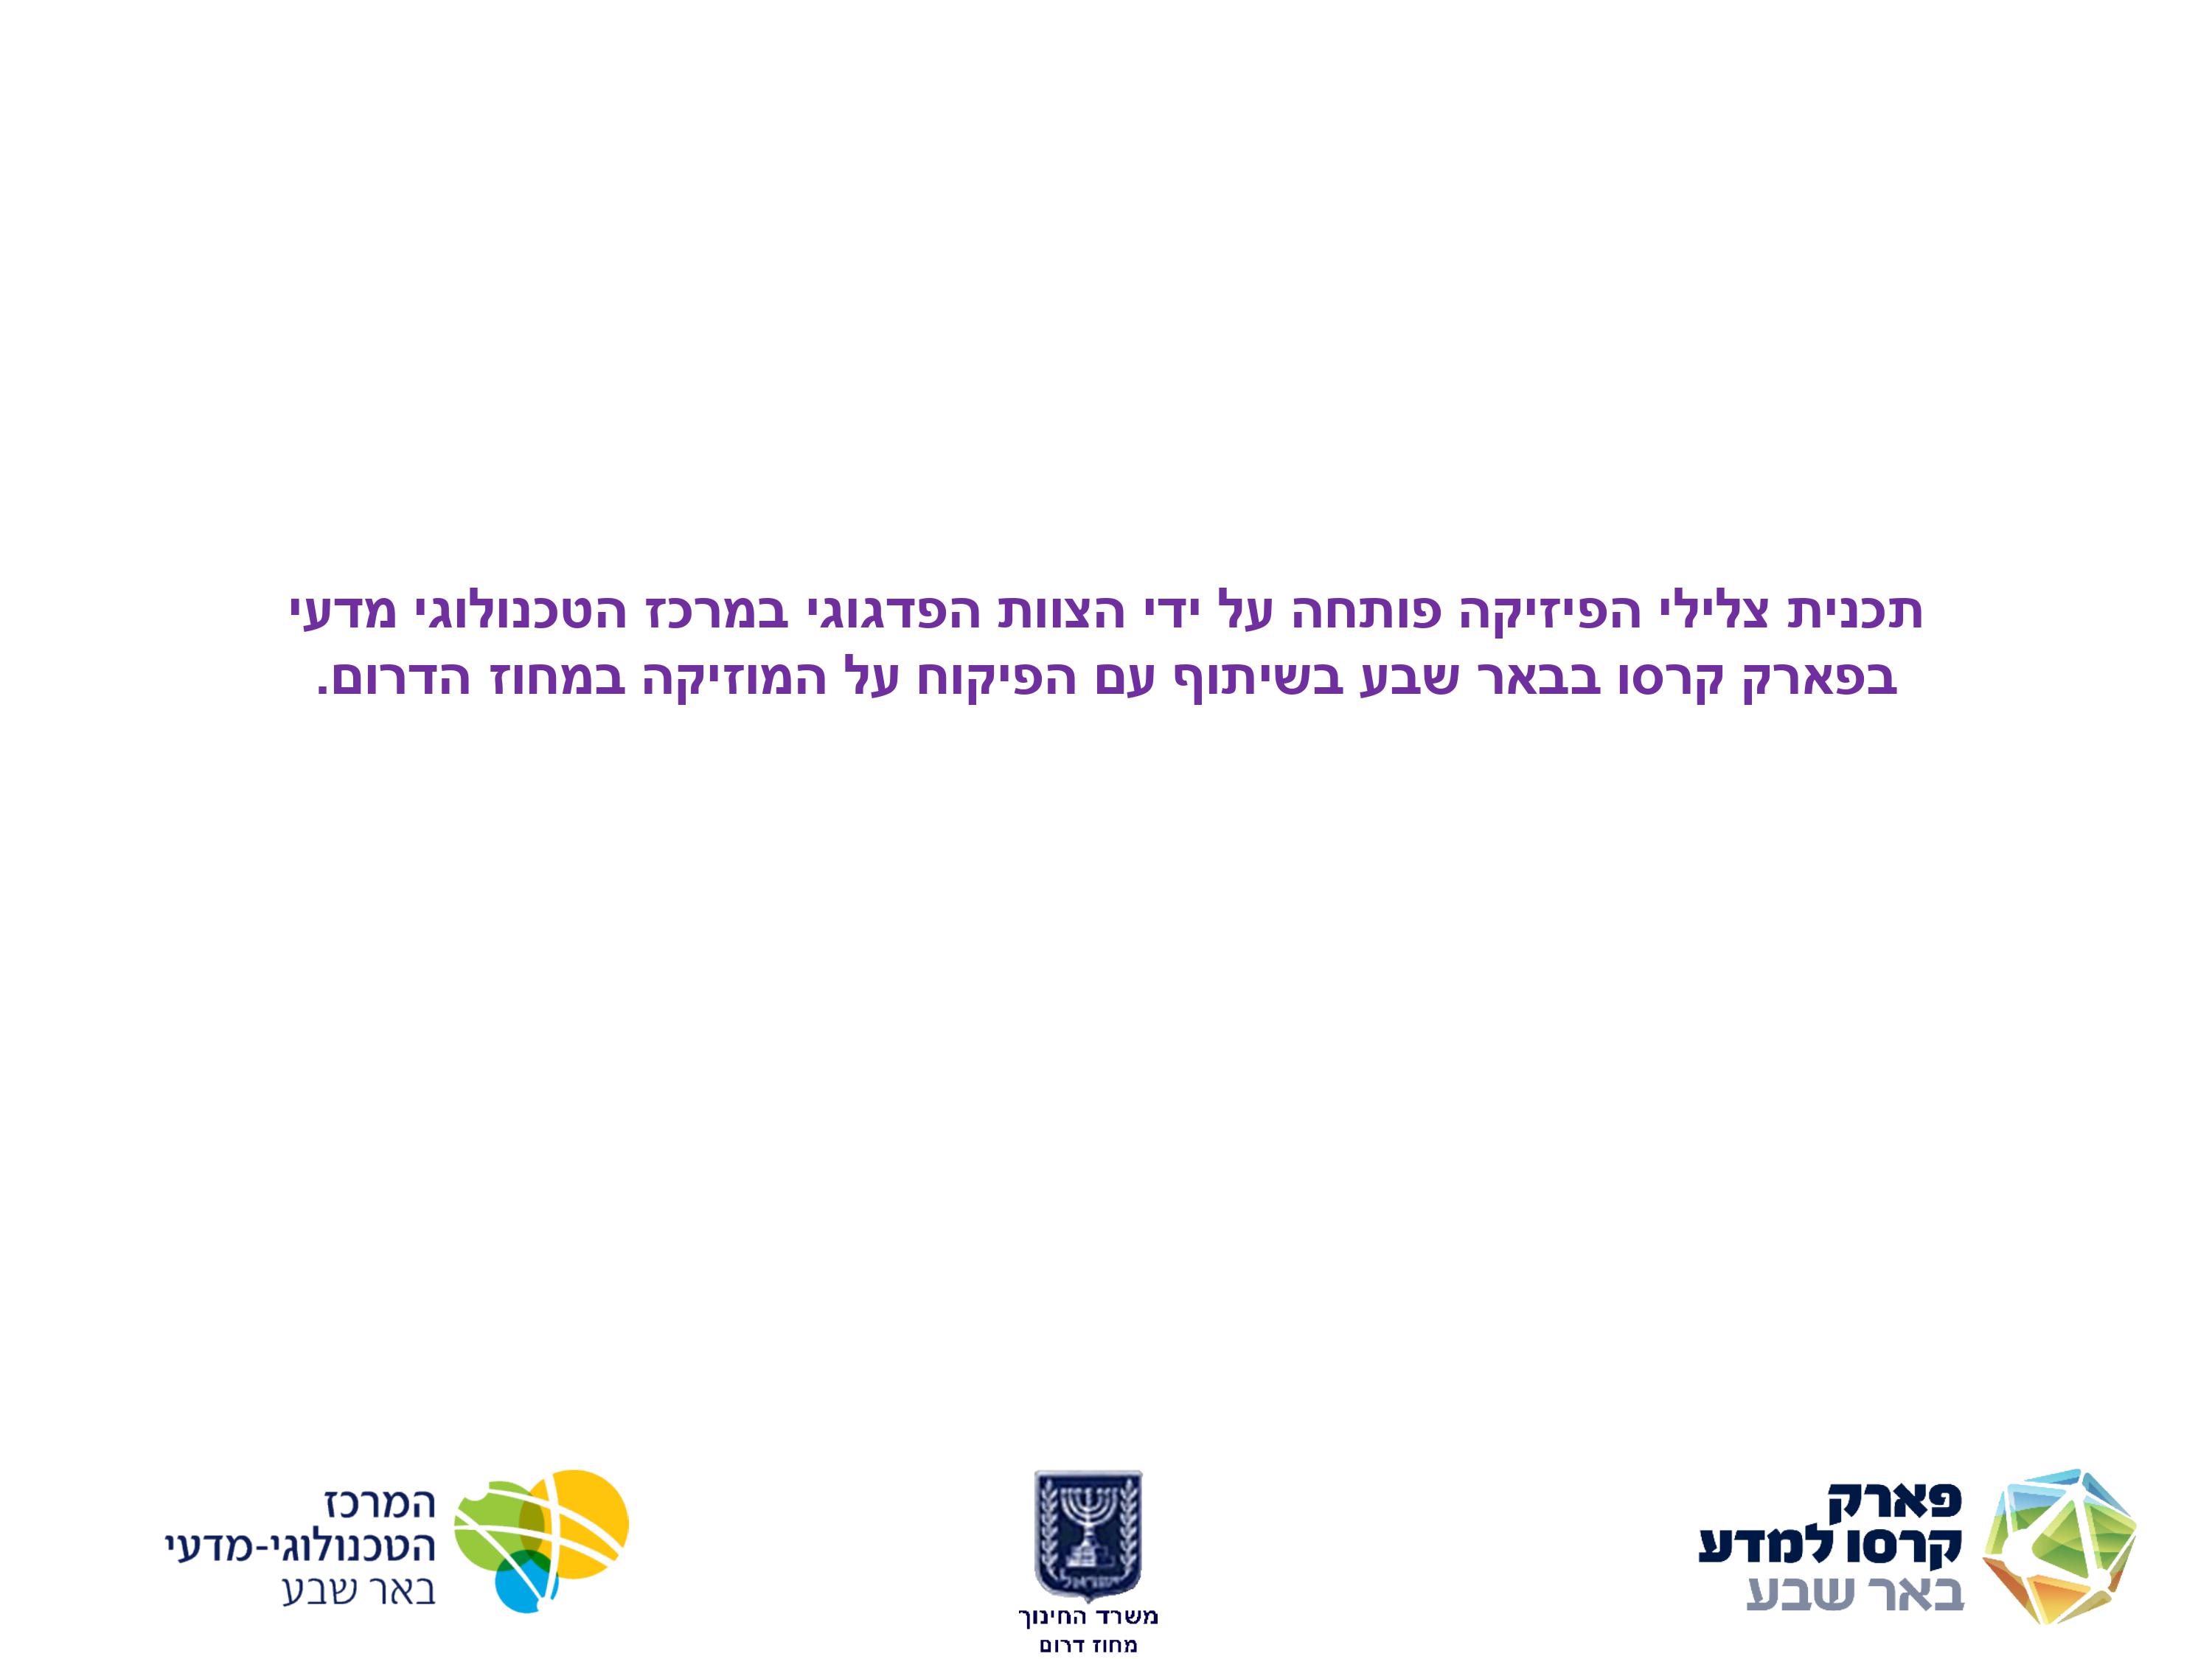 תכנית צלילי הפיזיקה פותחה על ידי הצוות הפדגוגי במרכז הטכנולוגי מדעי
בפארק קרסו בבאר שבע בשיתוף עם הפיקוח על המוזיקה במחוז הדרום.
פארק
קרסו למדע
באר שבע
ישראל
משרד החינוך
מחוז דרום
המרכז
הטכנולוגי-מדעי
באר שבע